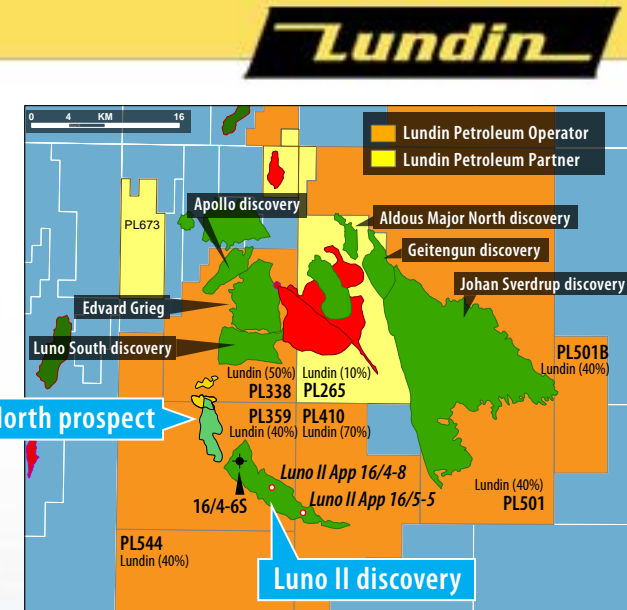 Lundin
0 4 KM 16
Lundin Petroleum Operator
Lundin Petroleum Partner
Apollo discovery
Aldous Major North discovery
PL673
Geitengun discovery
Johan Sverdrup discovery
Edvard Grieg
Luno South discovery
PL501B
Lundin (40%)
Lundin (50%)
PL338
Lundin (10%)
PL265
orth prospect
PL359
Lundin (40%)
PL410
Lundin (70%)
Luno II App 16/4-8
Luno II App 16/5-5
16/4-6S
Lundin (40%)
PL501
PL544
Lundin (40%)
Luno II discovery